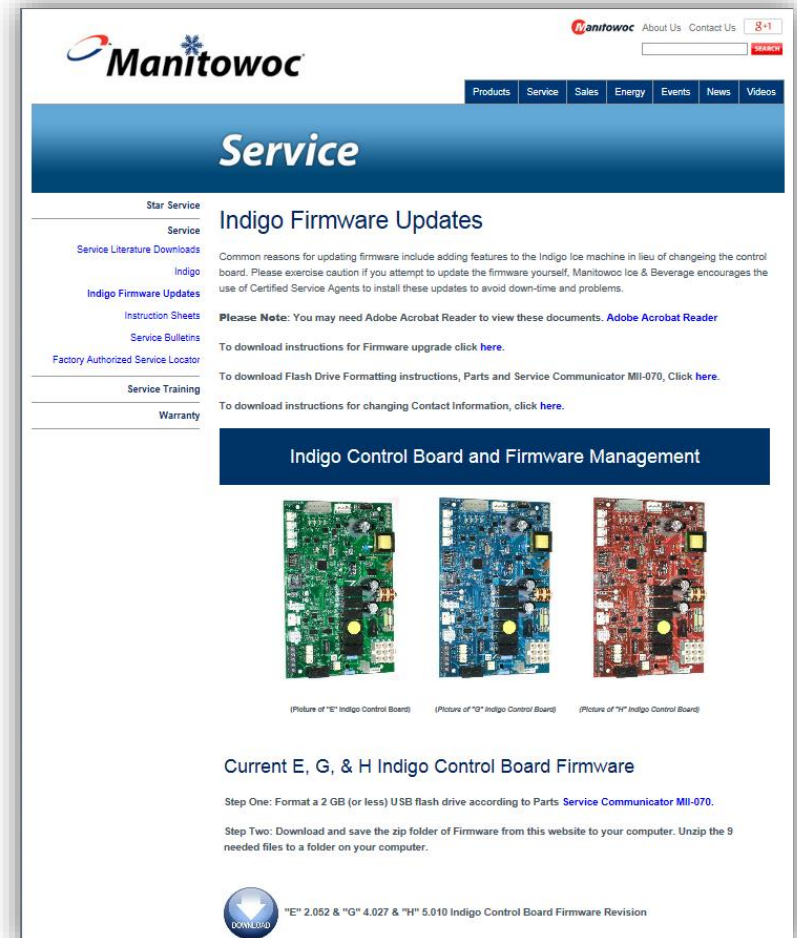 Manitowoc About Us Contact Us g+1
SEARCH
Manitowoc
Products Service Sales Energy Events News Videos
Service
Star Service
Service
Service Literature Downloads
Indigo
Indigo Firmware Updates
Instruction Sheets
Service Bulletins
Factory Authorized Service Locator
Service Training
Warranty
Indigo Firmware Updates
Common reasons for updating firmware include adding features to the Indigo Ice machine in lieu of changeing the control
board. Please exercise caution if you attempt to update the firmware yourself, Manitowoc Ice & Beverage encourages the
use of Certified Service Agents to install these updates to avoid down-time and problems.
Please Note: You may need Adobe Acrobat Reader to view these documents. Adobe Acrobat Reader
To download instructions for Firmware upgrade click here.
To download Flash Drive Formatting instructions, Parts and Service Communicator MII-070, Click here.
To download instructions for changing Contact Information, click here.
Indigo Control Board and Firmware Management
(Picture of "E" Indigo Control Board) (Picture of "G" Indigo Control Board) (Picture of "H" Indigo Control Board)
Current E, G, & H Indigo Control Board Firmware
Step One: Format a 2 GB (or less) USB flash drive according to Parts Service Communicator MII-070.
Step Two: Download and save the zip folder of Firmware from this website to your computer. Unzip the 9
needed files to a folder on your computer.
DOWNLOAD
"E" 2.052 & "G" 4.027 & "H" 5.010 Indigo Control Board Firmware Revision